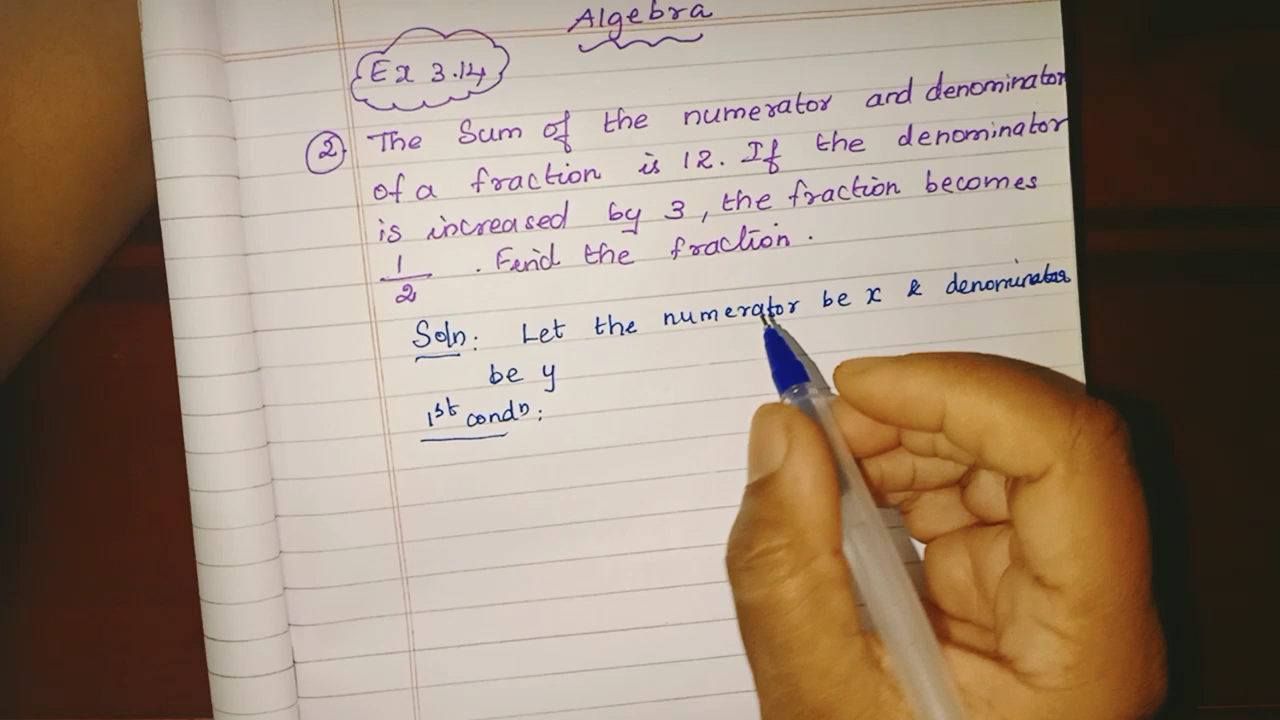 Algebra
Ex 3.14
② The Sum of the numerator and denominator
of a fraction is 12. If the denominator
is increased by 3, the fraction becomes
1/2 . Find the fraction.
Soln: Let the numerator be x & denominator
be y
1st condn: